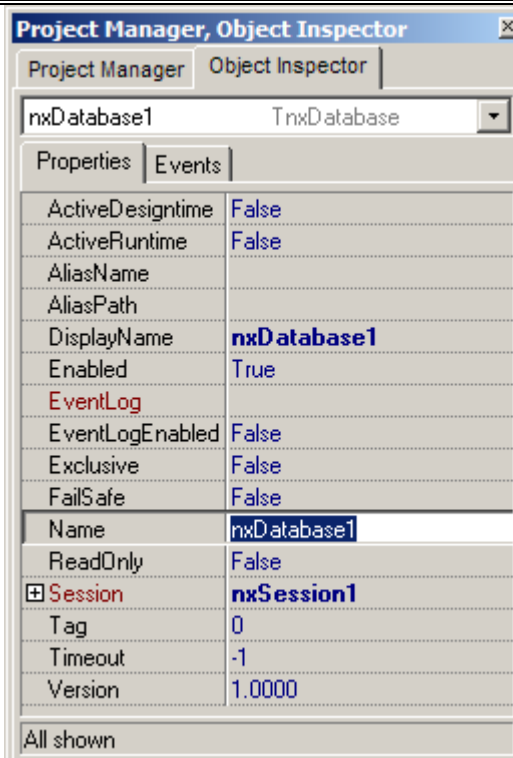 Project Manager, Object Inspector
Project Manager Object Inspector
nxDatabase1 TnxDatabase
Properties Events
ActiveDesigntime False
ActiveRuntime False
AliasName
AliasPath
DisplayName nxDatabase1
Enabled True
EventLog
EventLogEnabled False
Exclusive False
FailSafe False
Name nxDatabase1
ReadOnly False
Session nxSession1
Tag 0
Timeout -1
Version 1.0000
All shown